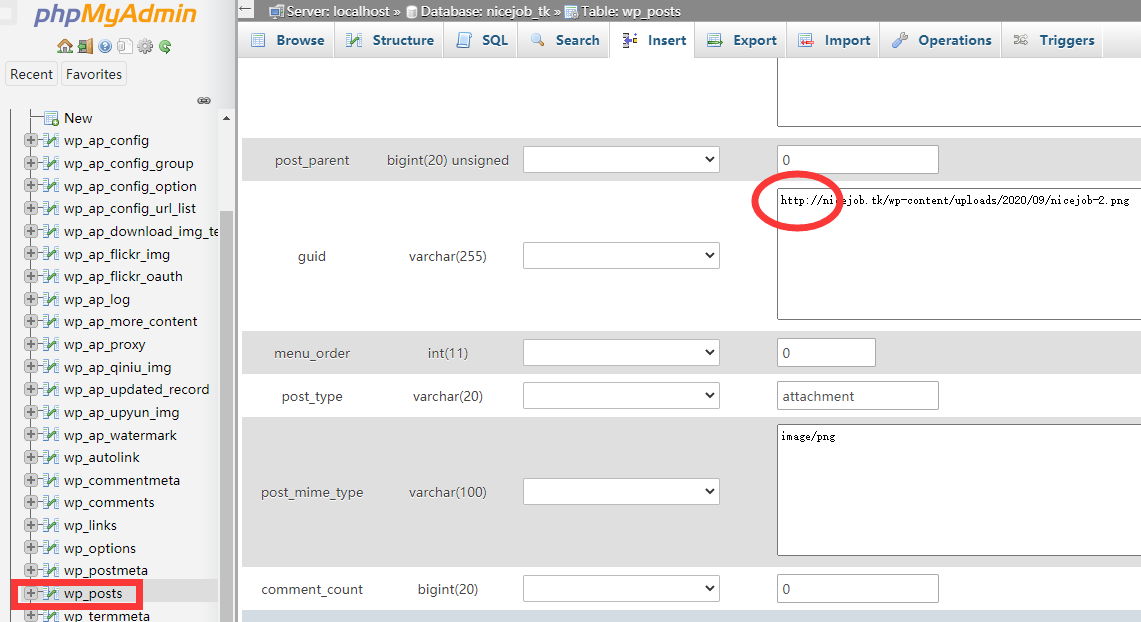 phpMyAdmin
Recent
Favorites
New
wp_ap_config
wp_ap_config_group
wp_ap_config_option
wp_ap_config_url_list
wp_ap_download_img_te
wp_ap_flickr_img
wp_ap_flickr_oauth
wp_ap_log
wp_ap_more_content
wp_ap_proxy
wp_ap_qiniu_img
wp_ap_updated_record
wp_ap_upyun_img
wp_ap_watermark
wp_autolink
wp_commentmeta
wp_comments
wp_links
wp_options
wp_postmeta
wp_posts
wp_termmeta
Server: localhost » Database: nicejob_tk » Table: wp_posts
Browse Structure SQL Search Insert Export Import Operations Triggers
post_parent bigint(20) unsigned 0
guid varchar(255) http://nicejob.tk/wp-content/uploads/2020/09/nicejob-2.png
menu_order int(11) 0
post_type varchar(20) attachment
post_mime_type varchar(100) image/png
comment_count bigint(20) 0